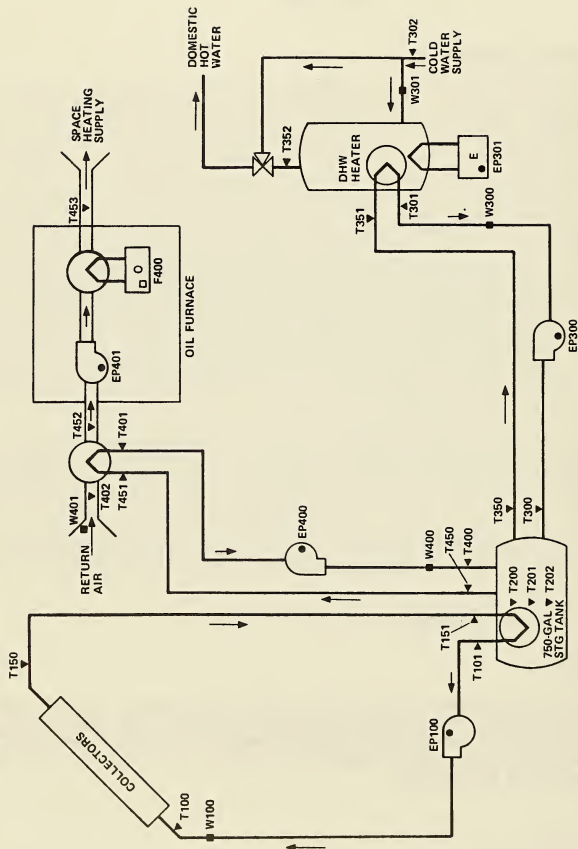 SPACE
HEATING
SUPPLY
T453
O
F400
OIL FURNACE
EP401
T452
T401
T451
T402
W401
RETURN
AIR
DOMESTIC
HOT
WATER
T302
COLD
WATER
SUPPLY
W301
T352
DHW
HEATER
E
EP301
T301
T351
W300
EP300
T350
T300
EP400
W400
T450
T400
T200
T201
T202
750-GAL
STG TANK
T151
T101
EP100
T150
COLLECTORS
T100
W100